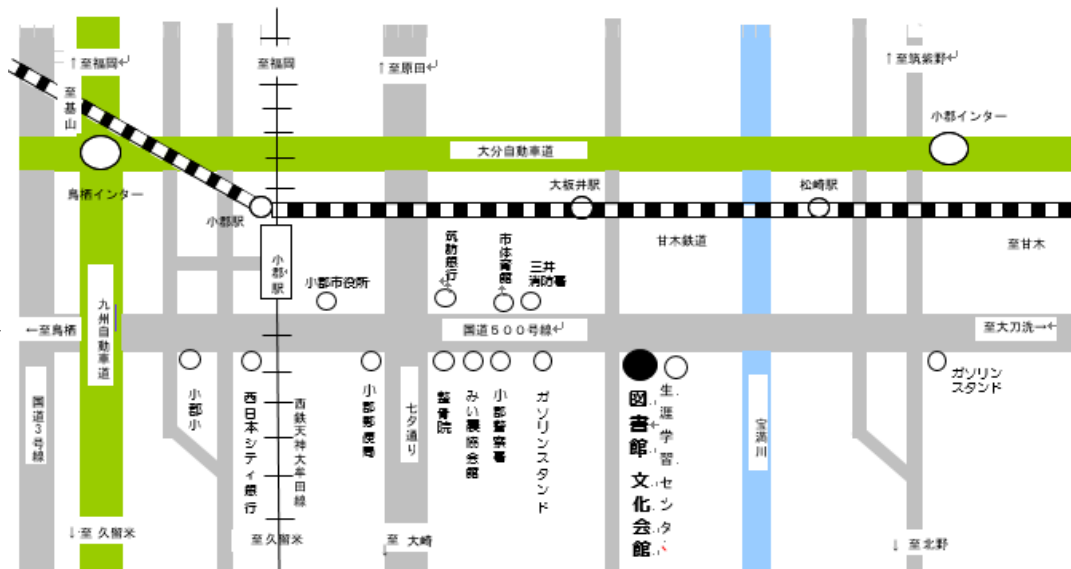 ↑至福岡↵
至福岡
↑至原田↵
↑至筑紫野↵
至基山
小郡インター
大分自動車道
鳥栖インター
大板井駅
松崎駅
小郡駅
甘木鉄道
至甘木
小郡駅
筑邦銀行
市体育館
三井
消防署
小郡市役所
九州自動車道
←至鳥栖
国道500号線↵
至大刀洗→
国道3号線
小郡小
西日本シティ銀行
西鉄天神大牟田線
小郡郵便局
七夕通り
整骨院
みい農協会館
小郡警察署
ガソリンスタンド
図書館 文化会館
生涯学習センター
宝満川
ガソリン
スタンド
↓至 久留米
至久留米
至 大崎
↓
↓ 至北野